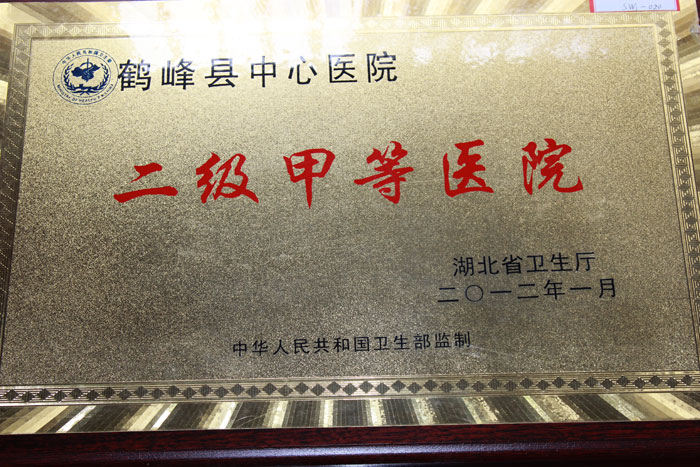 鹤峰县中心医院
二级甲等医院
湖北省卫生厅
二〇一二年一月
中华人民共和国卫生部监制